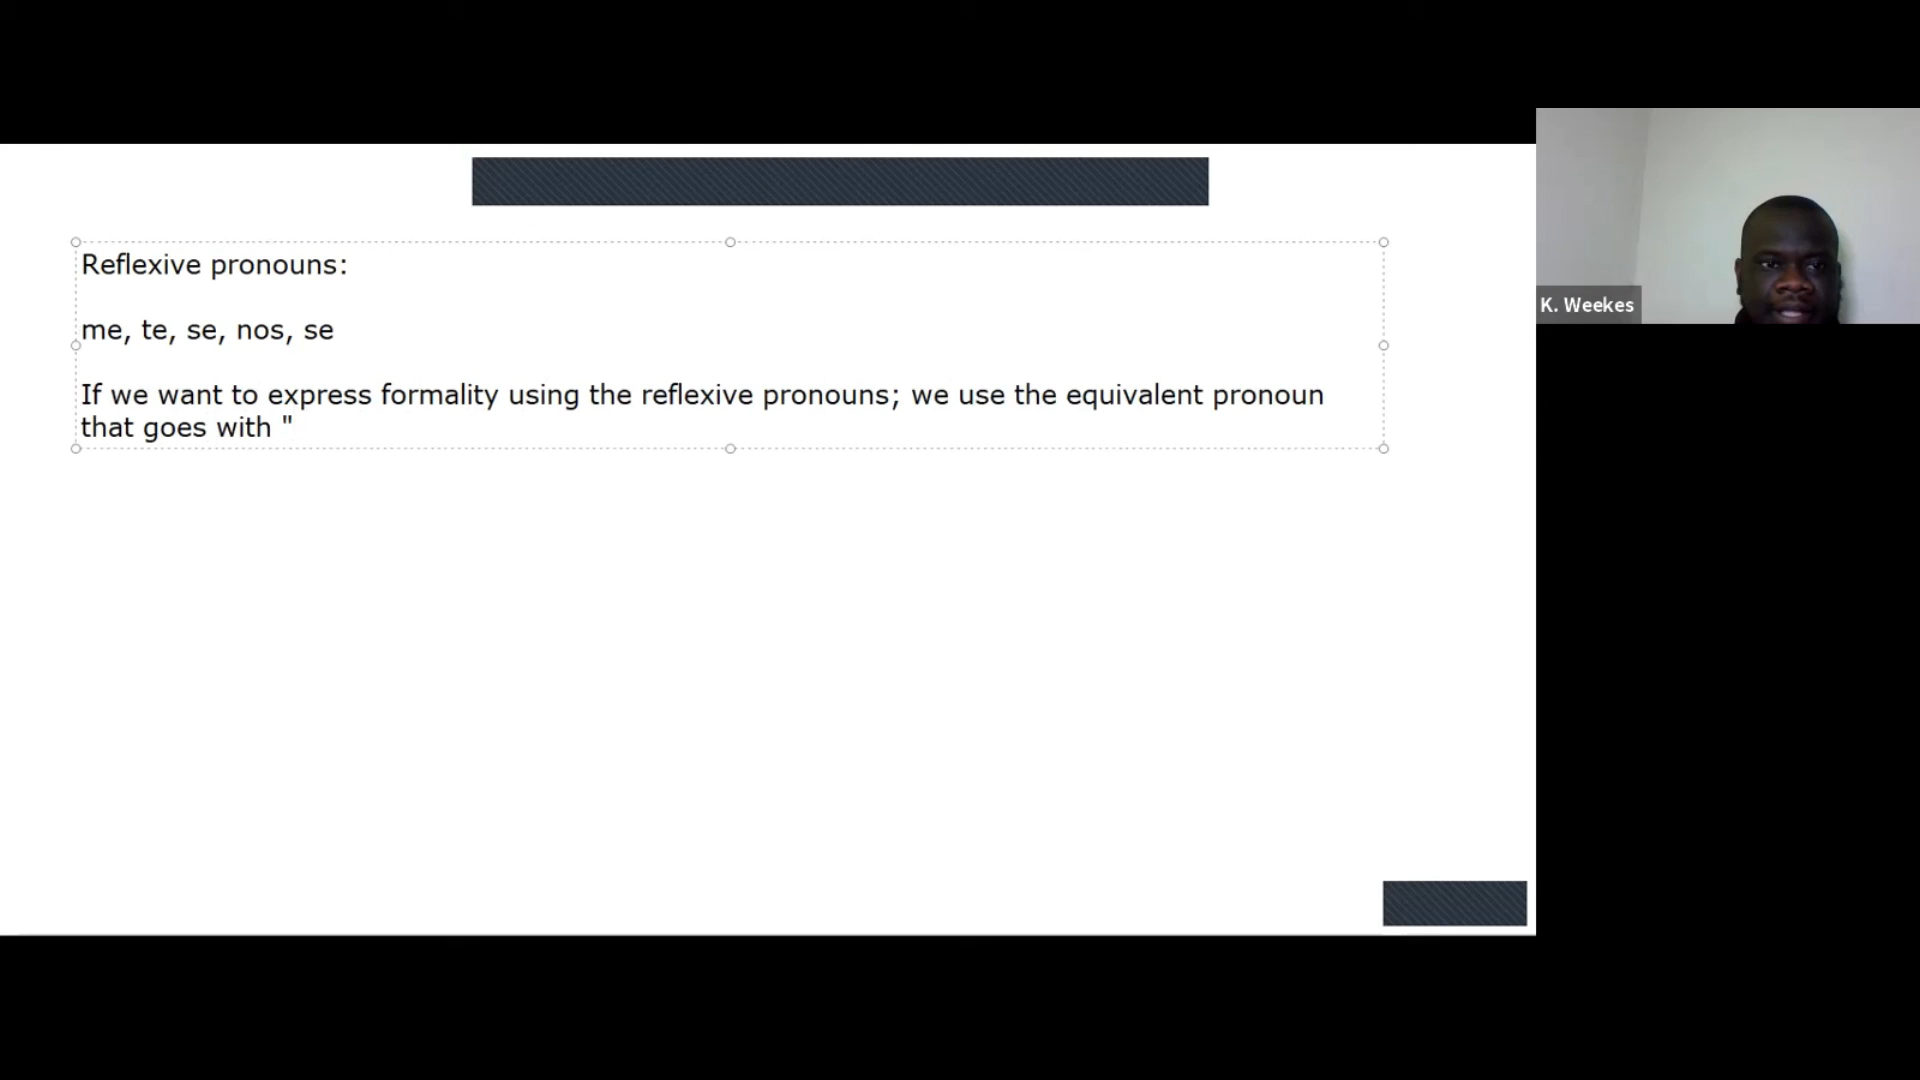 Reflexive pronouns:
me, te, se, nos, se
If we want to express formality using the reflexive pronouns; we use the equivalent pronoun
that goes with "
K. Weekes